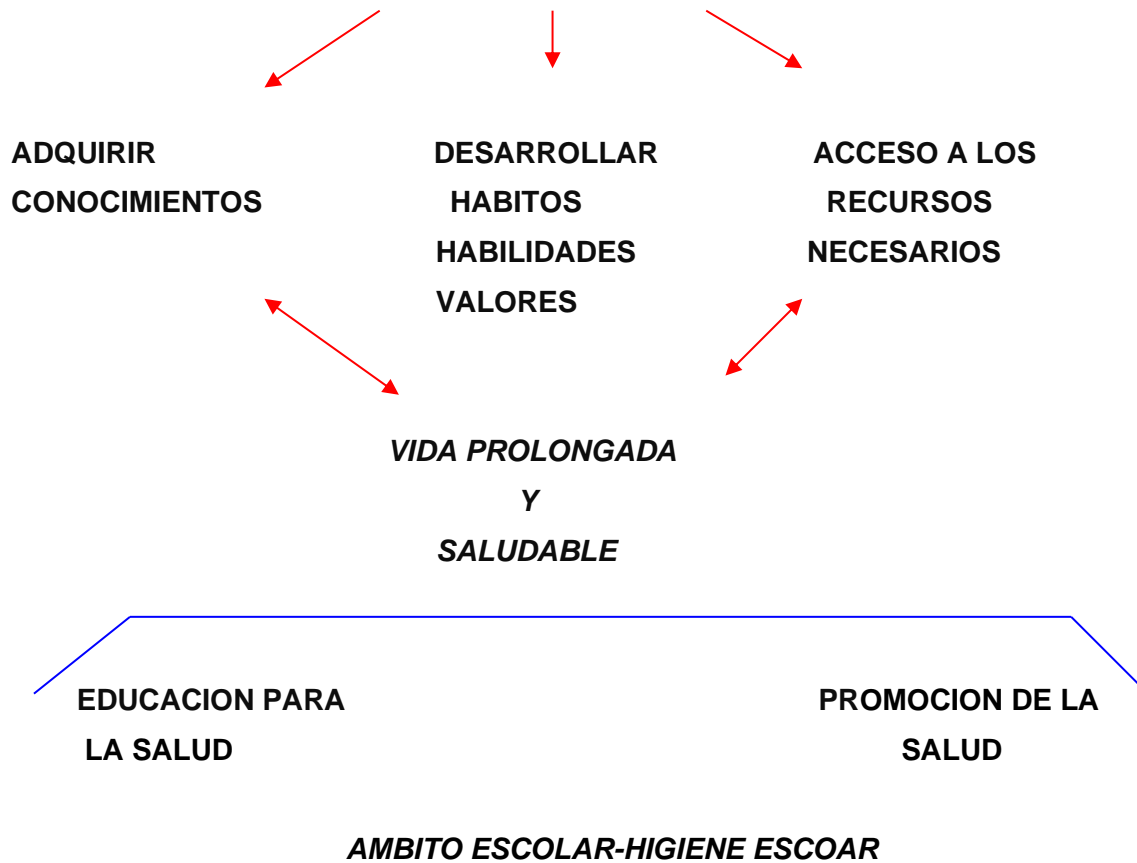 ADQUIRIR
CONOCIMIENTOS
DESARROLLAR
HABITOS
HABILIDADES
VALORES
ACCESO A LOS
RECURSOS
NECESARIOS
VIDA PROLONGADA
Y
SALUDABLE
EDUCACION PARA
LA SALUD
PROMOCION DE LA
SALUD
AMBITO ESCOLAR-HIGIENE ESCOAR